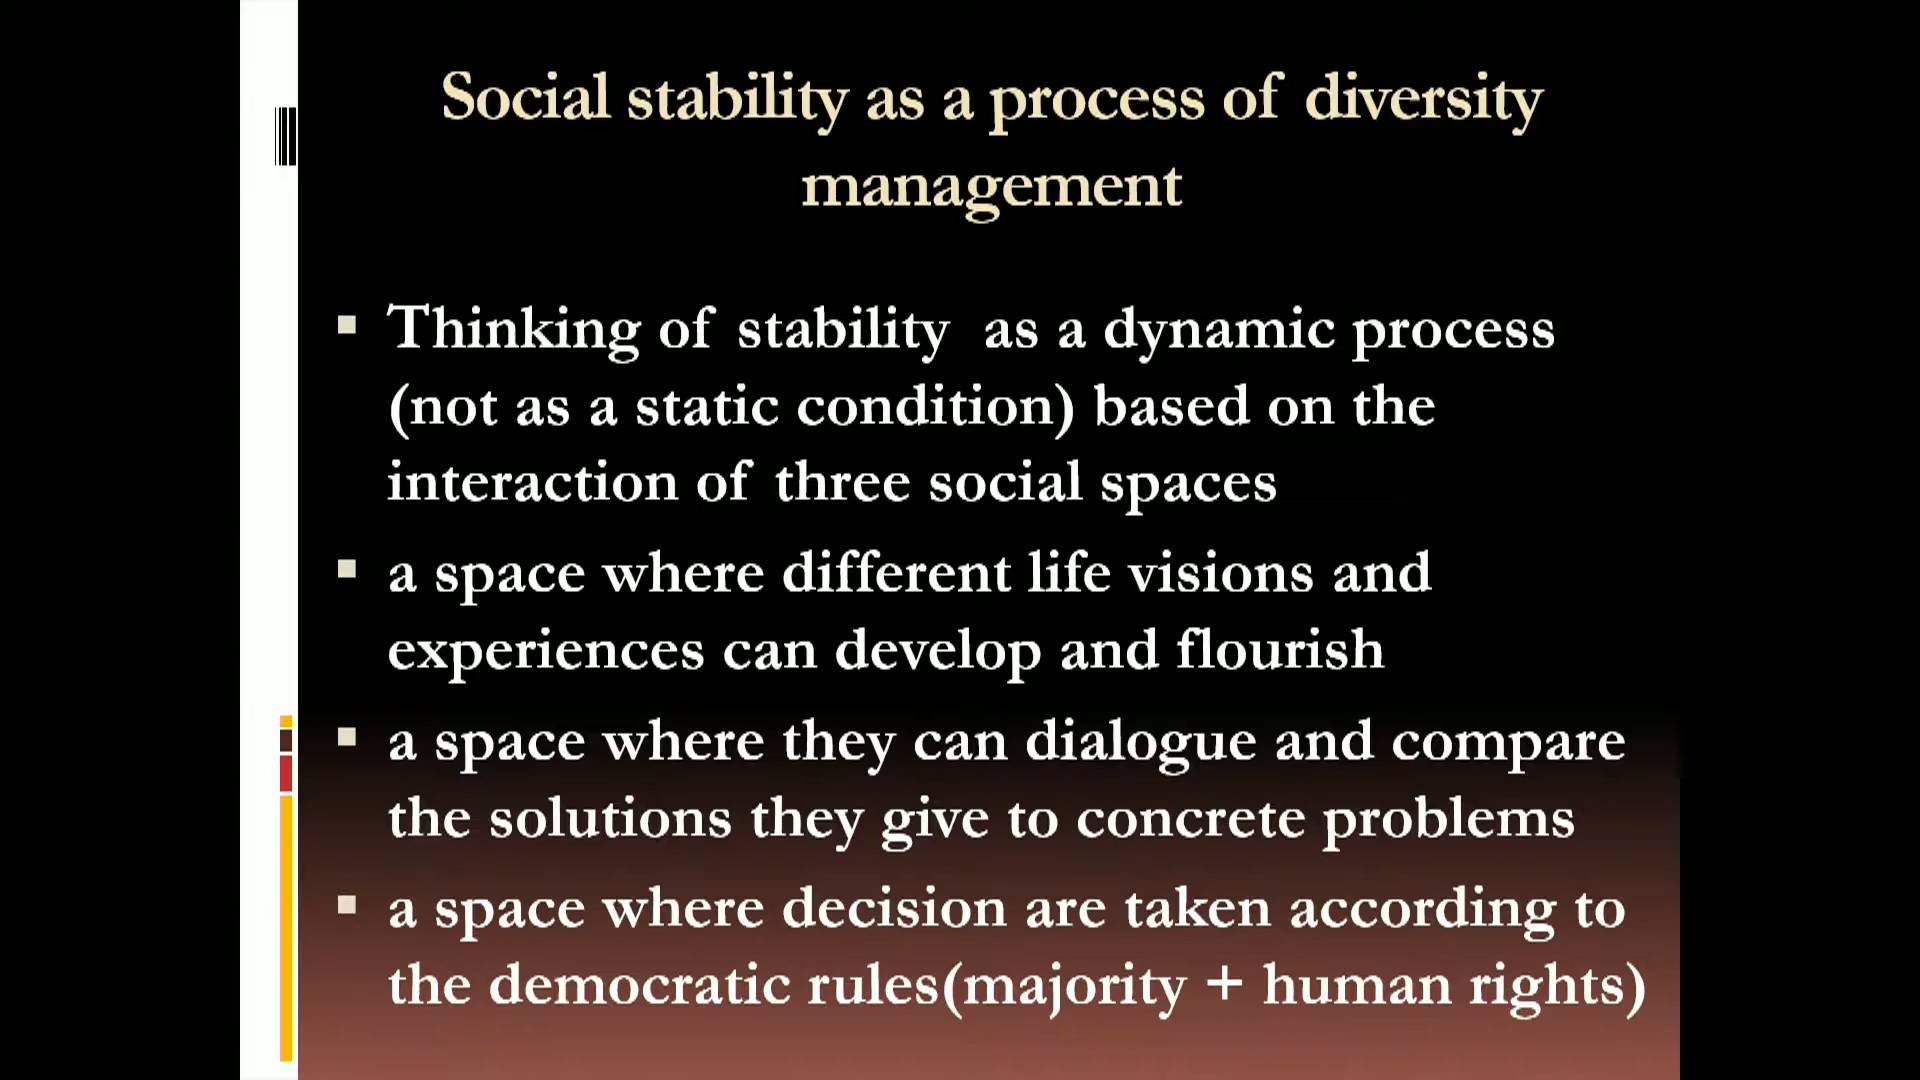 Social stability as a process of diversity
management
▪ Thinking of stability as a dynamic process
(not as a static condition) based on the
interaction of three social spaces
▪ a space where different life visions and
experiences can develop and flourish
▪ a space where they can dialogue and compare
the solutions they give to concrete problems
▪ a space where decision are taken according to
the democratic rules(majority + human rights)